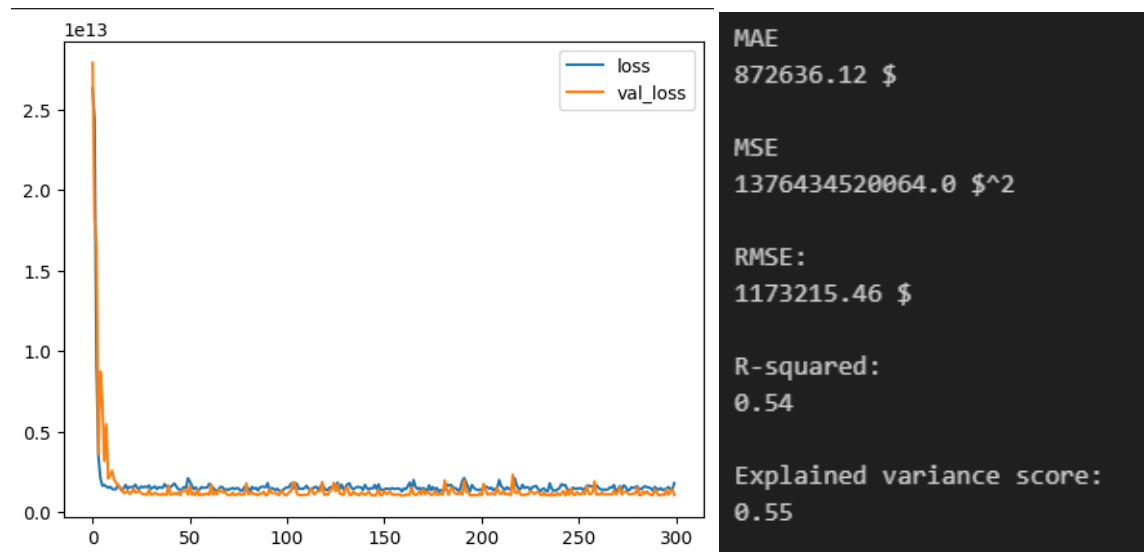 1e13
loss
val_loss
2.5
2.0
1.5
1.0
0.5
0.0
0
50
100
150
200
250
300
MAE
872636.12 $
MSE
1376434520064.0 $^2
RMSE:
1173215.46 $
R-squared:
0.54
Explained variance score:
0.55